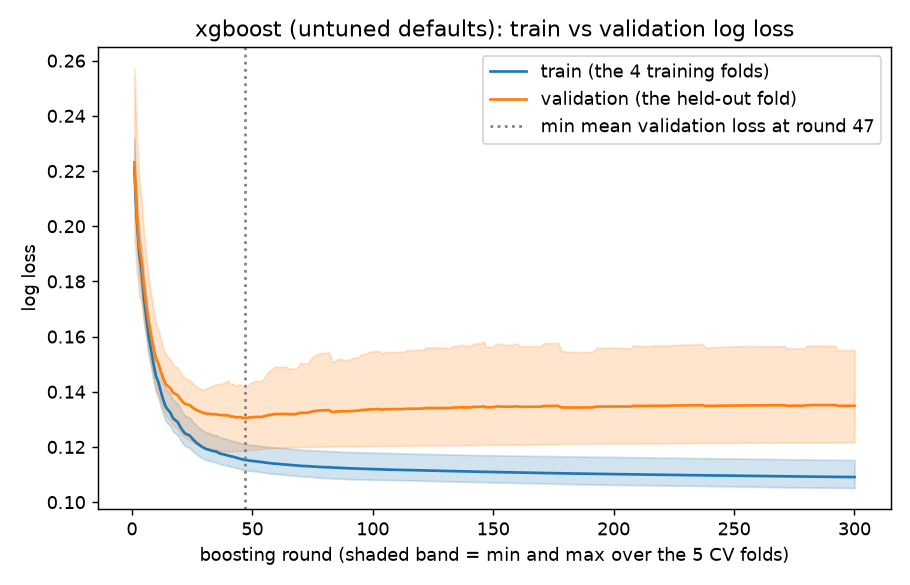 xgboost (untuned defaults): train vs validation log loss
train (the 4 training folds)
validation (the held-out fold)
min mean validation loss at round 47
log loss
0.26
0.24
0.22
0.20
0.18
0.16
0.14
0.12
0.10
0 50 100 150 200 250 300
boosting round (shaded band = min and max over the 5 CV folds)